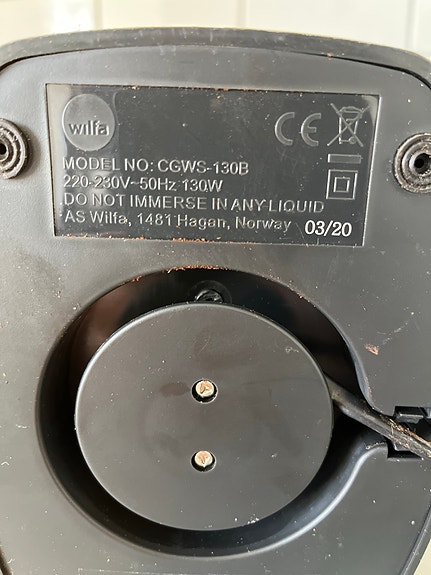 wilfa
CE
MODEL NO: CGWS-130B
220-230V~50Hz 130W
DO NOT IMMERSE IN ANY LIQUID
AS Wilfa, 1481 Hagan, Norway 03/20